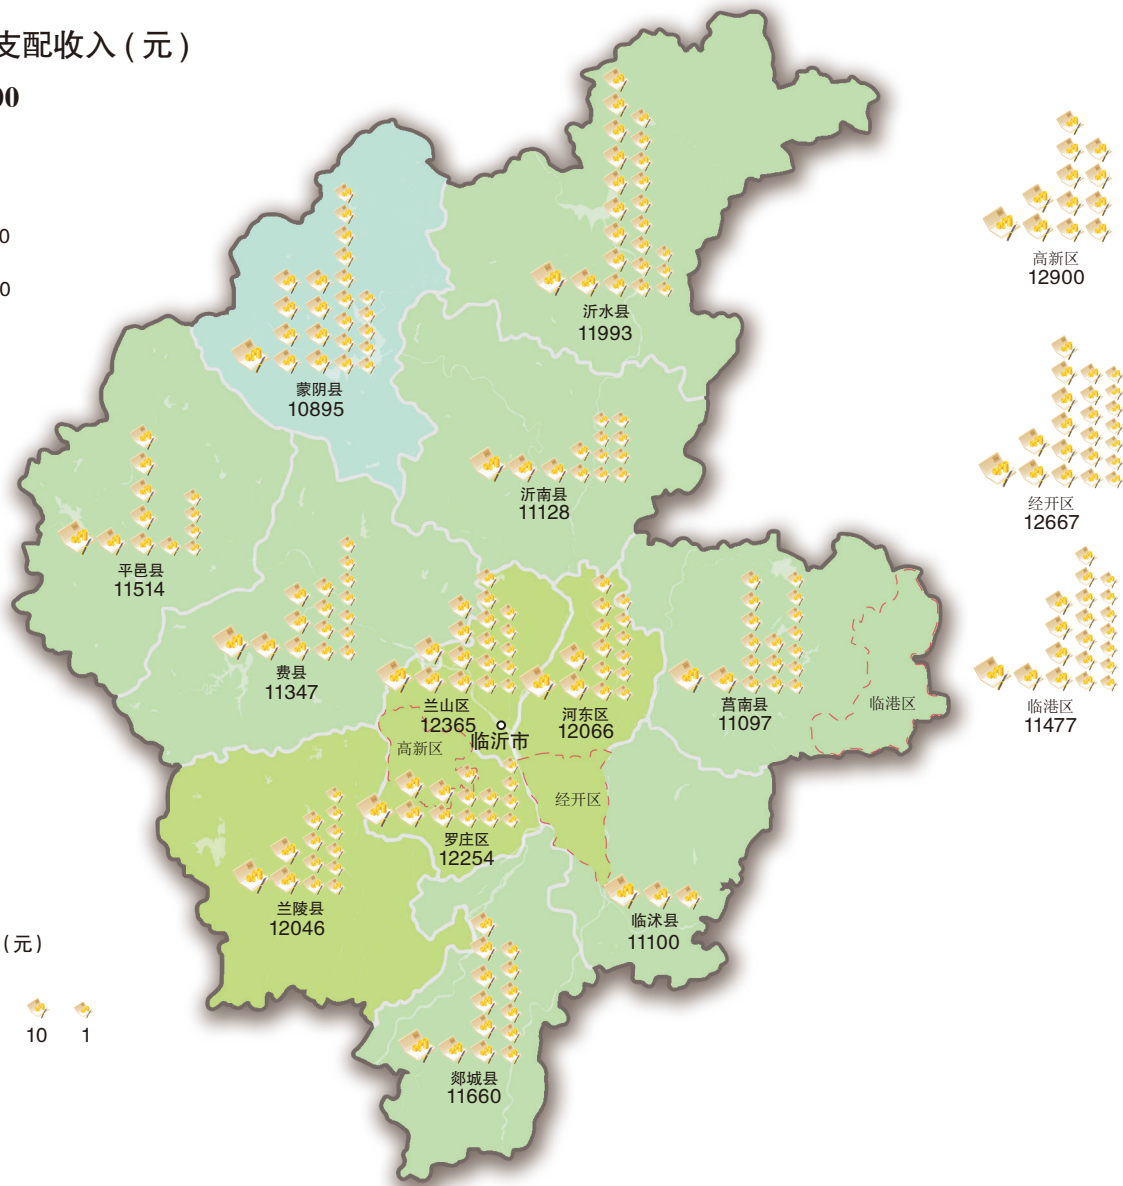 支配收入(元)
00
0
0
高新区
12900
沂水县
11993
蒙阴县
10895
沂南县
11128
经开区
12667
平邑县
11514
费县
11347
兰山区
12365
河东区
12066
莒南县
11097
临港区
临港区
11477
临沂市
高新区
经开区
罗庄区
12254
兰陵县
12046
临沭县
11100
(元)
10 1
郯城县
11660